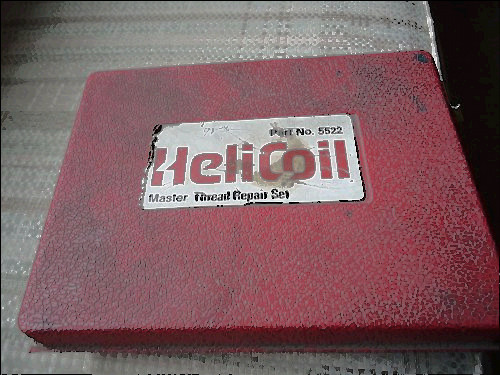 Part No. 5522
HeliCoil
Master Thread Repair Set